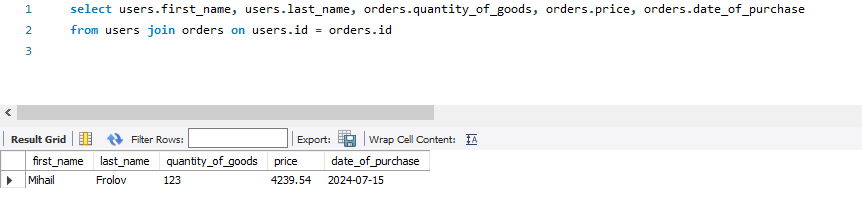 1 select users.first_name, users.last_name, orders.quantity_of_goods, orders.price, orders.date_of_purchase
2 from users join orders on users.id = orders.id
3
Result Grid Filter Rows: Export: Wrap Cell Content: IA
first_name last_name quantity_of_goods price date_of_purchase
Mihail Frolov 123 4239.54 2024-07-15